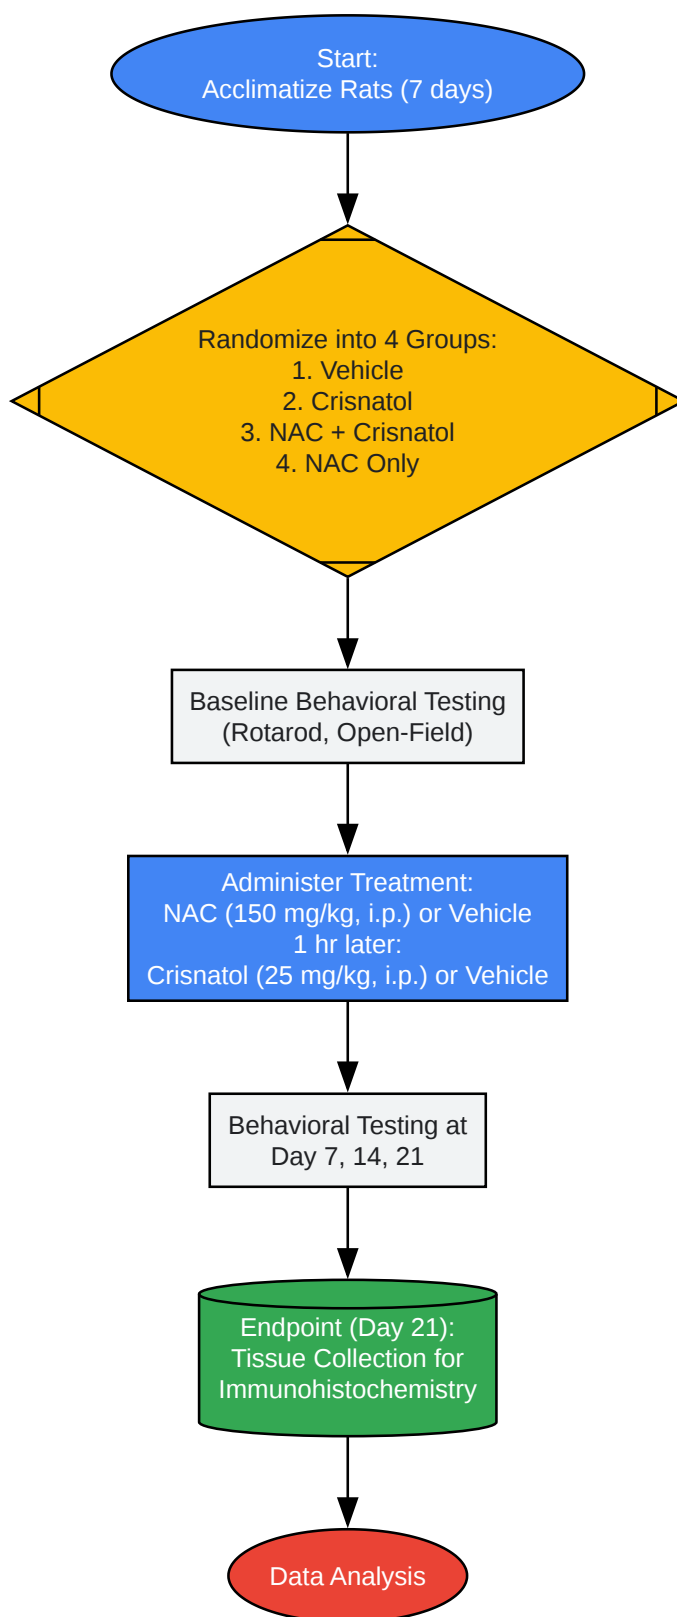 Start:
Acclimatize Rats (7 days)
Randomize into 4 Groups:
1. Vehicle
2. Crisnatol
3. NAC + Crisnatol
4. NAC Only
Baseline Behavioral Testing
(Rotarod, Open-Field)
Administer Treatment:
NAC (150 mg/kg, i.p.) or Vehicle
1 hr later:
Crisnatol (25 mg/kg, i.p.) or Vehicle
Behavioral Testing at
Day 7, 14, 21
Endpoint (Day 21):
Tissue Collection for
Immunohistochemistry
Data Analysis